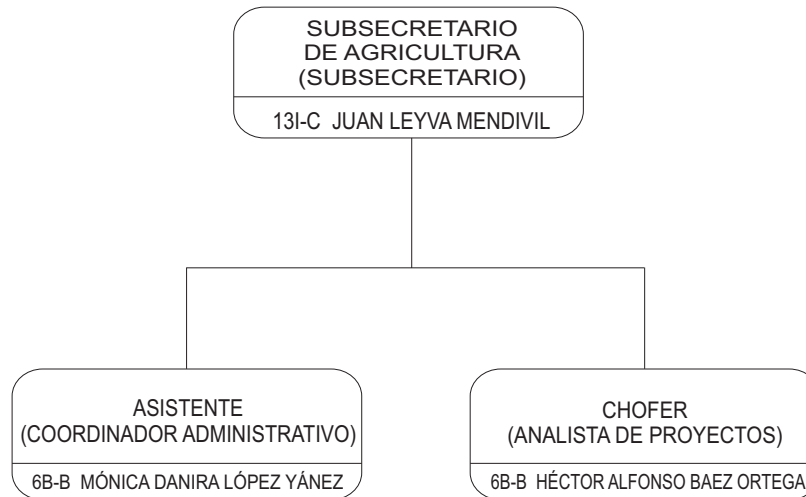 SUBSECRETARIO
DE AGRICULTURA
(SUBSECRETARIO)
13I-C JUAN LEYVA MENDIVIL
ASISTENTE
(COORDINADOR ADMINISTRATIVO)
6B-B MÓNICA DANIRA LÓPEZ YÁNEZ
CHOFER
(ANALISTA DE PROYECTOS)
6B-B HÉCTOR ALFONSO BAEZ ORTEGA